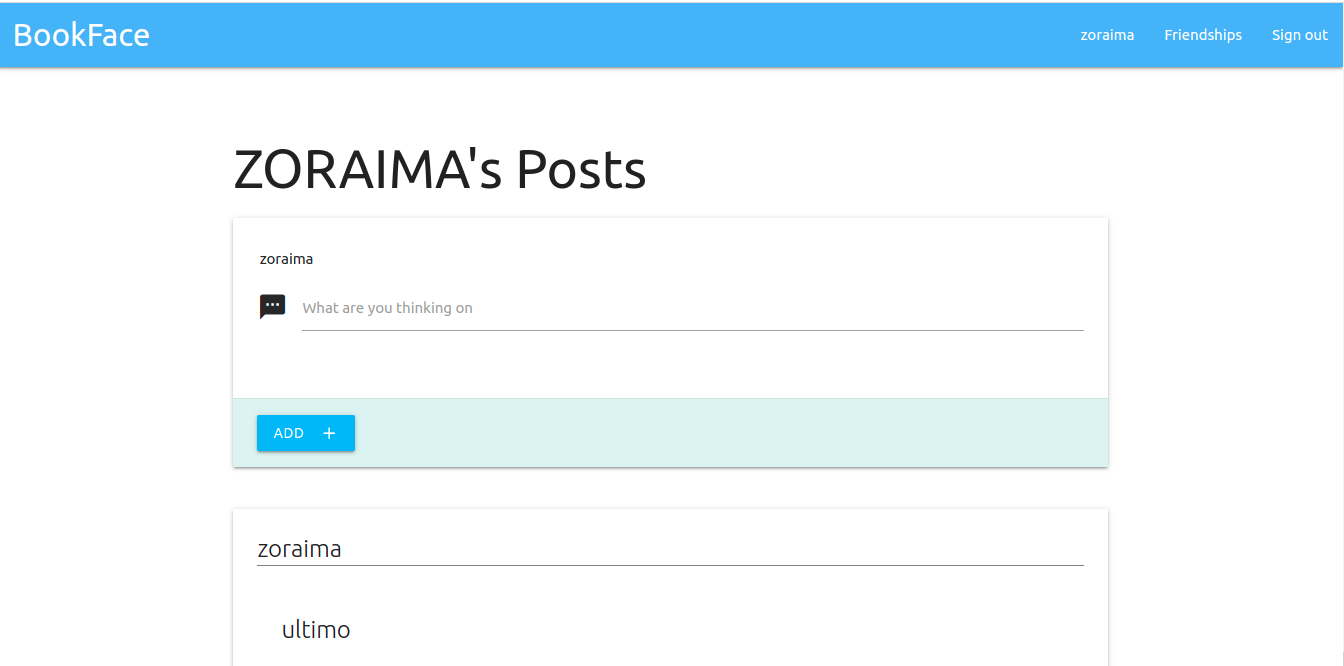 BookFace zoraima Friendships Sign out
ZORAIMA's Posts
zoraima
What are you thinking on
ADD +
zoraima
ultimo